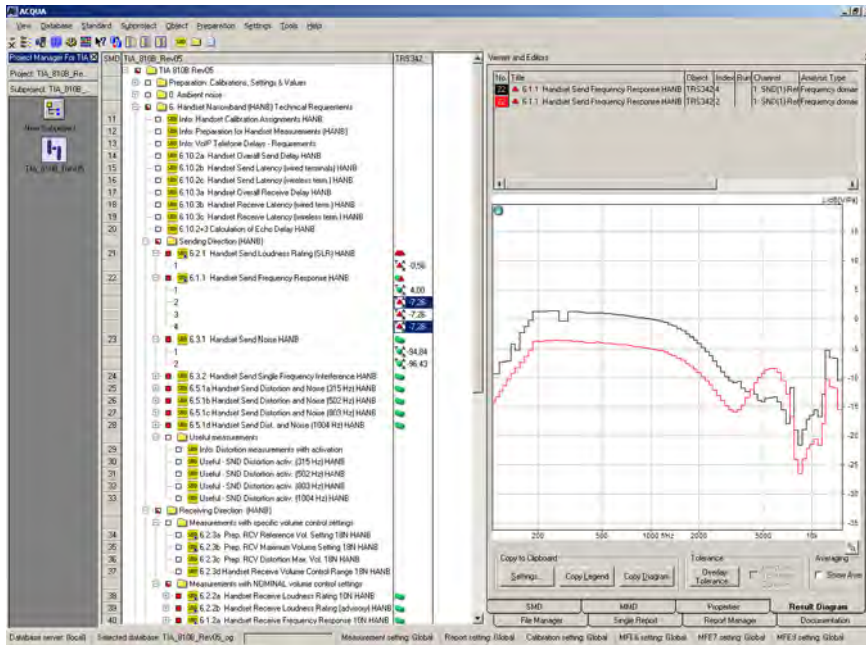 ACQUA
View Database Standard Subproject Object Preparation Settings Tools Help
Project Manager For TIA
Project: TIA_810B_Re...
Subproject: TIA_810B_...
New Subproject
TIA_810B_Rev05
SMD TIA_810B_Rev05 TRS342
TIA 810B Rev05
Preparation: Calibrations, Settings & Values
0. Ambient noise
6. Handset Narrowband (HANB) Technical Requirements
11 Info: Handset Calibration Assignments HANB
12 Info: Preparation for Handset Measurements (HANB)
13 Info: VoIP Telefone Delays - Requirements
14 6.10.2a Handset Overall Send Delay HANB
15 6.10.2b Handset Send Latency (wired terminals) HANB
16 6.10.2c Handset Send Latency (wireless term.) HANB
17 6.10.3a Handset Overall Receive Delay HANB
18 6.10.3b Handset Receive Latency (wired term.) HANB
19 6.10.3c Handset Receive Latency (wireless term.) HANB
20 6.10.2+3 Calculation of Echo Delay HANB
Sending Direction (HANB)
21 6.2.1 Handset Send Loudness Rating (SLR) HANB
1 -0,56
22 6.1.1 Handset Send Frequency Response HANB
1 4,00
2 -7,26
3 -7,26
4 -7,26
23 6.3.1 Handset Send Noise HANB
1 -94,84
2 -96,43
24 6.3.2 Handset Send Single Frequency Interference HANB
25 6.5.1a Handset Send Distortion and Noise (315 Hz) HANB
26 6.5.1b Handset Send Distortion and Noise (502 Hz) HANB
27 6.5.1c Handset Send Distortion and Noise (803 Hz) HANB
28 6.5.1d Handset Send Dist. and Noise (1004 Hz) HANB
Useful measurements
29 Info: Distortion measurements with activation
30 Useful - SND Distortion activ. (315 Hz) HANB
31 Useful - SND Distortion activ. (502 Hz) HANB
32 Useful - SND Distortion activ. (803 Hz) HANB
33 Useful - SND Distortion activ. (1004 Hz) HANB
Receiving Direction (HANB)
Measurements with specific volume control settings
34 6.2.3a Prep. RCV Reference Vol. Setting 18N HANB
35 6.2.3b Prep. RCV Maximum Volume Setting 18N HANB
36 6.2.3c Prep. RCV Distortion Max. Vol. 18N HANB
37 6.2.3d Handset Receive Volume Control Range 18N HANB
Measurements with NOMINAL volume control settings
38 6.2.2a Handset Receive Loudness Rating 10N HANB
39 6.2.2b Handset Receive Loudness Rating (advisory) HANB
40 6.1.2a Handset Receive Frequency Response 10N HANB
Viewer and Editors
No. Title Object Index Run Channel Analysis Type
22 6.1.1 Handset Send Frequency Response HANB TRS342 4 1: SND(1)-Ref Frequency domai
22 6.1.1 Handset Send Frequency Response HANB TRS342 2 1: SND(1)-Ref Frequency domai
L/dB[V/Pa]
15
10
5
0
-5
-10
-15
-20
-25
-30
-35
200 500 1000 f/Hz 2000 5000 10k
Copy to Clipboard Tolerance Averaging
Settings... Copy Legend Copy Diagram Overlay Tolerance Show Aver
SMD MMD Properties Result Diagram
File Manager Single Report Report Manager Documentation
Database server: (local) Selected database: TIA_810B_Rev05_og Measurement setting: Global Report setting: Global Calibration setting: Global MFE6 setting: Global MFE7 setting: Global MFE8 setting: Global